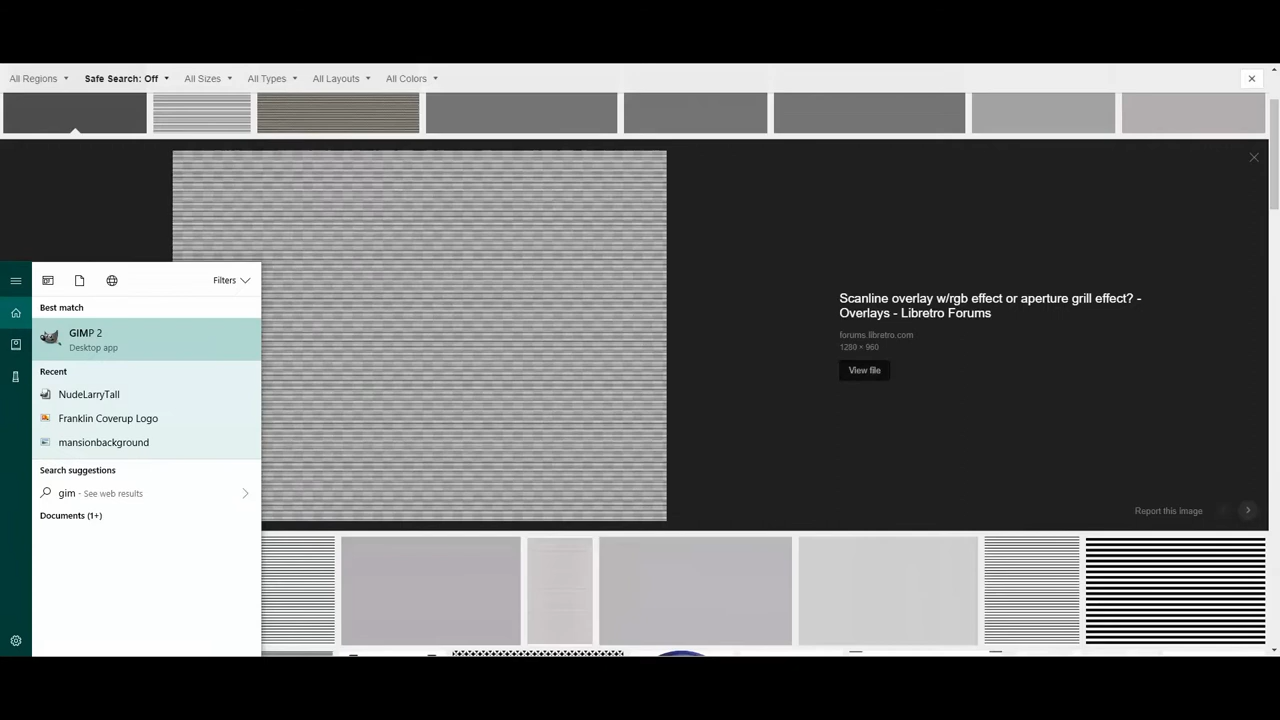 All Regions Safe Search: Off All Sizes All Types All Layouts All Colors
Scanline overlay w/rgb effect or aperture grill effect? -
Overlays - Libretro Forums
forums.libretro.com
1280 × 960
View file
Report this image
Filters
Best match
GIMP 2
Desktop app
Recent
NudeLarryTall
Franklin Coverup Logo
mansionbackground
Search suggestions
gim - See web results
Documents (1+)